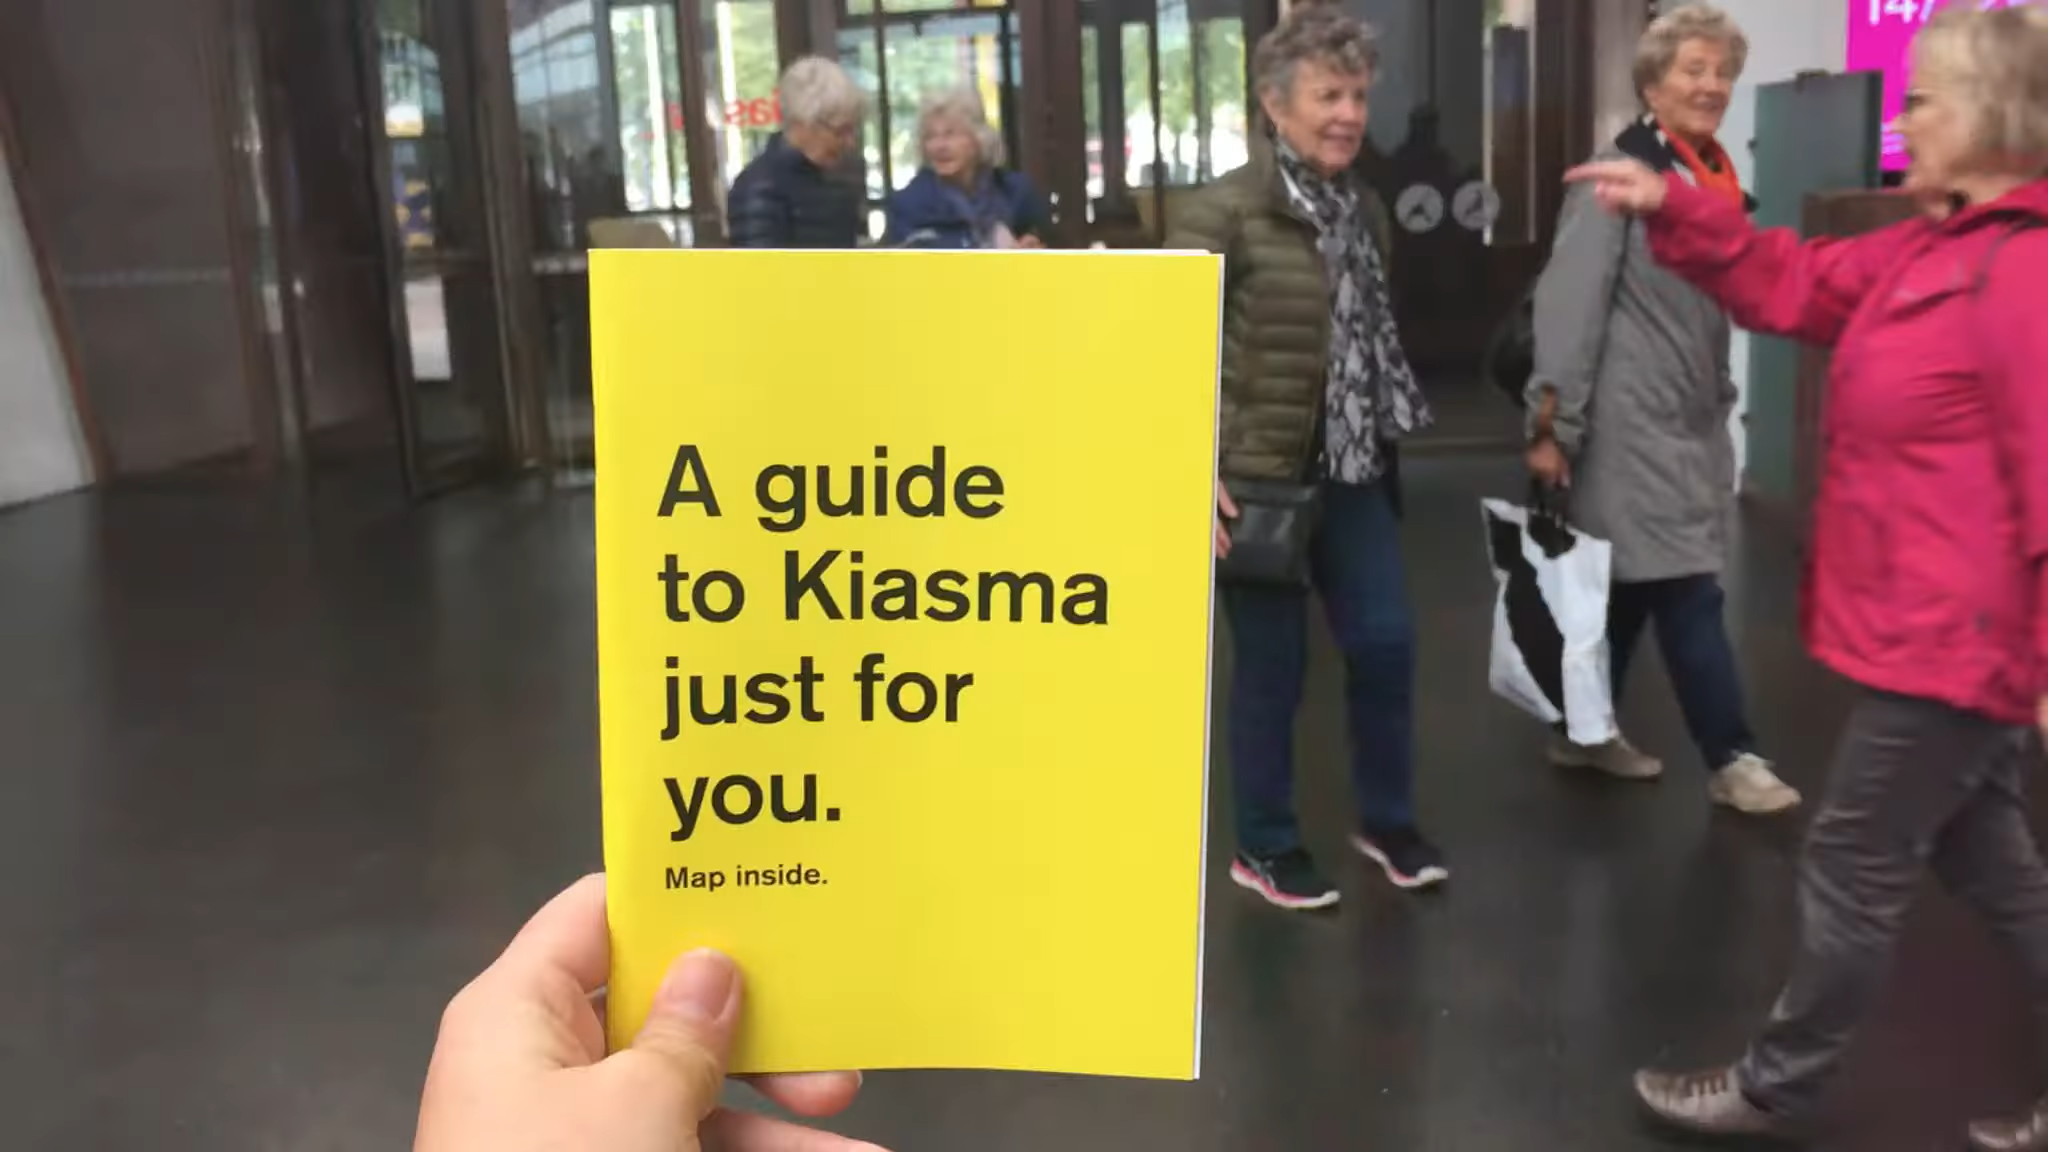 A guide
to Kiasma
just for
you.
Map inside.